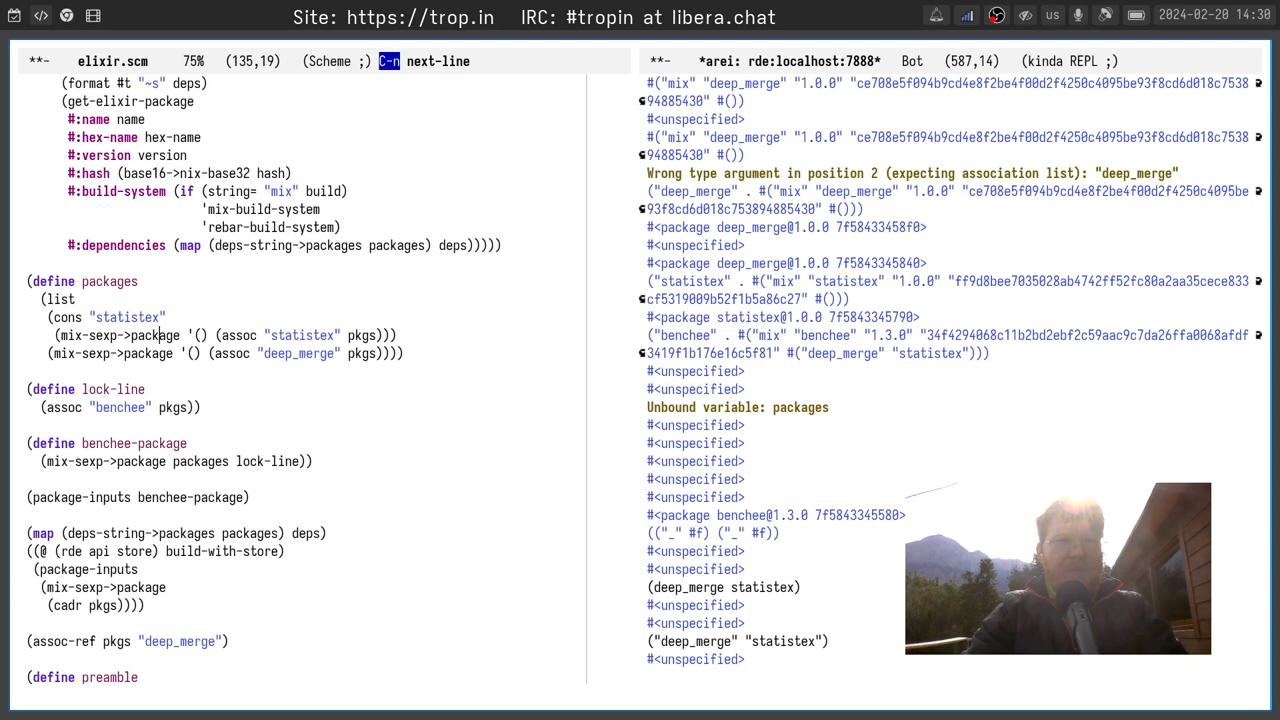 Site: https://trop.in IRC: #tropin at libera.chat
us
2024-02-20 14:30
**- elixir.scm 75% (135,19) (Scheme ;) C-n next-line
(format #t "~s" deps)
(get-elixir-package
#:name name
#:hex-name hex-name
#:version version
#:hash (base16->nix-base32 hash)
#:build-system (if (string= "mix" build)
'mix-build-system
'rebar-build-system)
#:dependencies (map (deps-string->packages packages) deps)))))
(define packages
(list
(cons "statistex"
(mix-sexp->package '() (assoc "statistex" pkgs)))
(mix-sexp->package '() (assoc "deep_merge" pkgs))))
(define lock-line
(assoc "benchee" pkgs))
(define benchee-package
(mix-sexp->package packages lock-line))
(package-inputs benchee-package)
(map (deps-string->packages packages) deps)
((@ (rde api store) build-with-store)
(package-inputs
(mix-sexp->package
(cadr pkgs))))
(assoc-ref pkgs "deep_merge")
(define preamble
**- *arei: rde:localhost:7888* Bot (587,14) (kinda REPL ;)
#("mix" "deep_merge" "1.0.0" "ce708e5f094b9cd4e8f2be4f00d2f4250c4095be93f8cd6d018c7538
94885430" #())
#<unspecified>
#("mix" "deep_merge" "1.0.0" "ce708e5f094b9cd4e8f2be4f00d2f4250c4095be93f8cd6d018c7538
94885430" #())
Wrong type argument in position 2 (expecting association list): "deep_merge"
("deep_merge" . #("mix" "deep_merge" "1.0.0" "ce708e5f094b9cd4e8f2be4f00d2f4250c4095be
93f8cd6d018c753894885430" #()))
#<package deep_merge@1.0.0 7f58433458f0>
#<unspecified>
#<package deep_merge@1.0.0 7f5843345840>
("statistex" . #("mix" "statistex" "1.0.0" "ff9d8bee7035028ab4742ff52fc80a2aa35cece833
cf5319009b52f1b5a86c27" #()))
#<package statistex@1.0.0 7f5843345790>
("benchee" . #("mix" "benchee" "1.3.0" "34f4294068c11b2bd2ebf2c59aac9c7da26ffa0068afdf
3419f1b176e16c5f81" #("deep_merge" "statistex")))
#<unspecified>
#<unspecified>
Unbound variable: packages
#<unspecified>
#<unspecified>
#<unspecified>
#<unspecified>
#<unspecified>
#<package benchee@1.3.0 7f5843345580>
(("_" #f) ("_" #f))
#<unspecified>
#<unspecified>
(deep_merge statistex)
#<unspecified>
#<unspecified>
("deep_merge" "statistex")
#<unspecified>